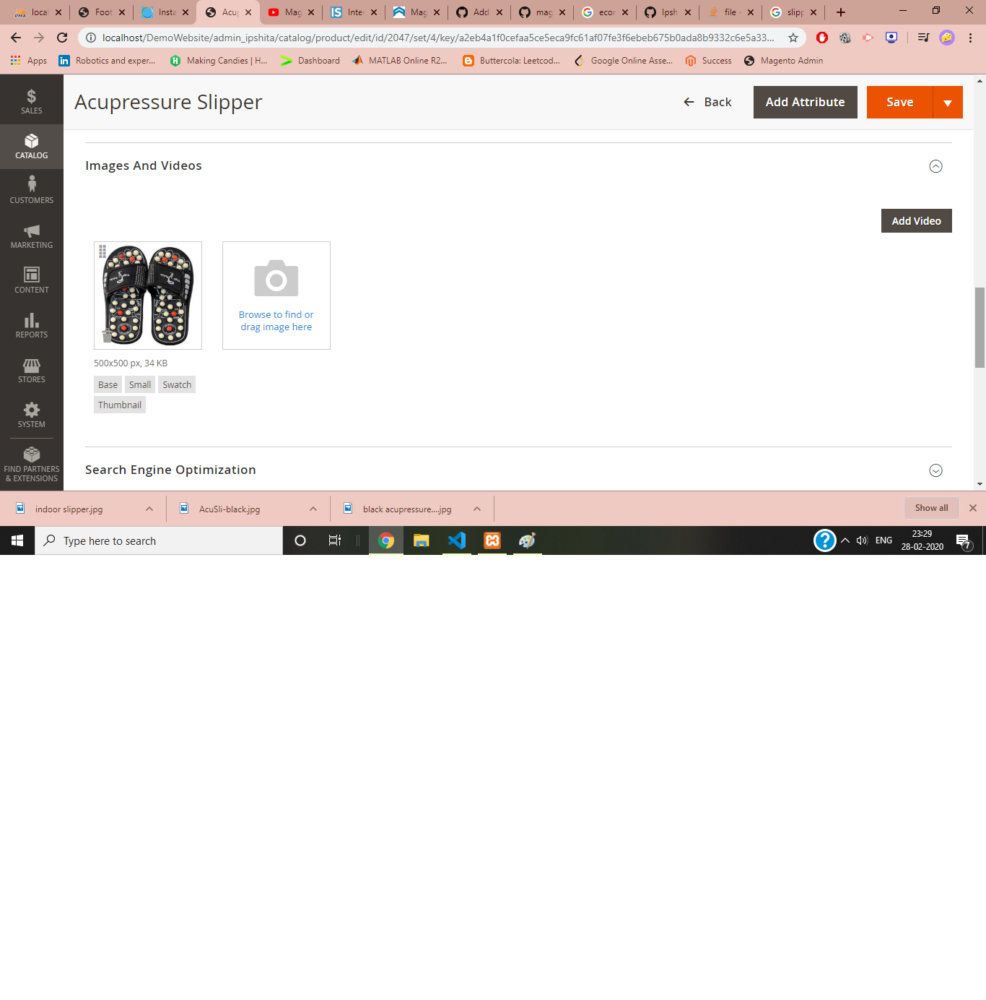 local
Foot
Insta
Acup
Mag
Inte
Mag
Add
mag
ecor
Ipsh
file -
slipp
localhost/DemoWebsite/admin_ipshita/catalog/product/edit/id/2047/set/4/key/a2eb4a1f0cefaa5ce5eca9fc61af07fe3f6ebeb675b0ada8b9332c6e5a33...
Apps
Robotics and exper...
Making Candies | H...
Dashboard
MATLAB Online R2...
Buttercola: Leetcod...
Google Online Asse...
Success
Magento Admin
SALES
CATALOG
CUSTOMERS
MARKETING
CONTENT
REPORTS
STORES
SYSTEM
FIND PARTNERS
& EXTENSIONS
Acupressure Slipper
Back
Add Attribute
Save
Images And Videos
Add Video
Browse to find or
drag image here
500x500 px, 34 KB
Base Small Swatch
Thumbnail
Search Engine Optimization
indoor slipper.jpg
AcuSli-black.jpg
black acupressure....jpg
Show all
Type here to search
ENG
23:29
28-02-2020
7